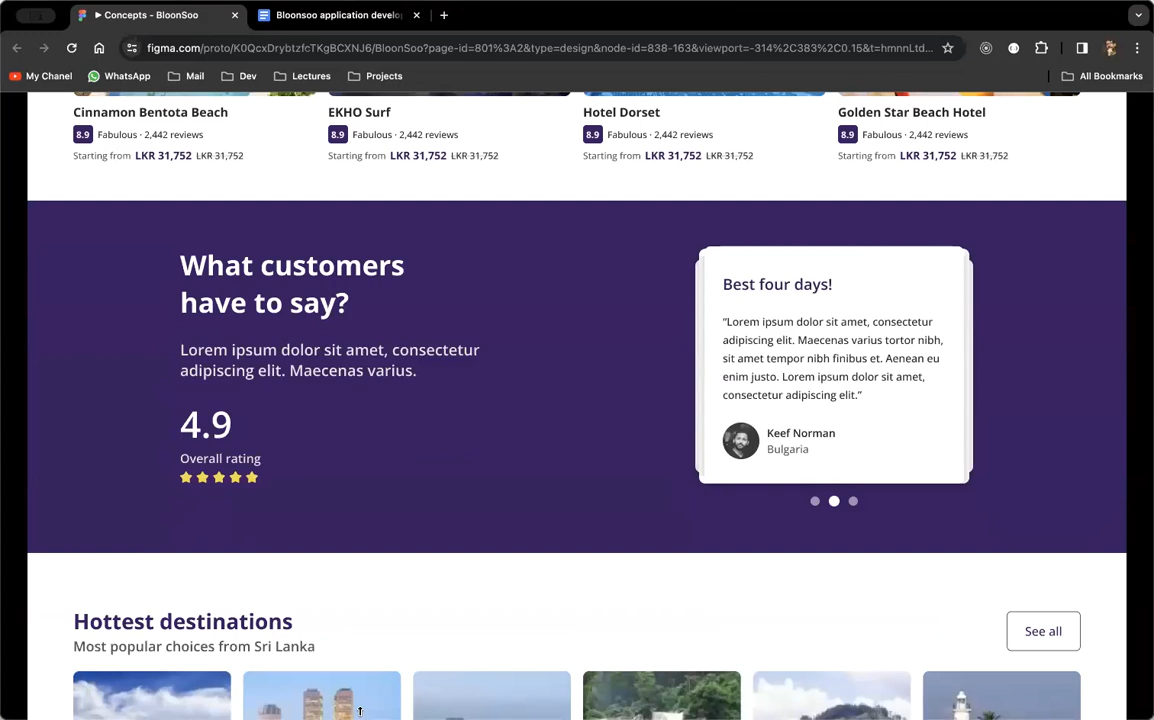 Concepts - BloonSoo
Bloonsoo application develo
figma.com/proto/K0QcxDrybtzfcTKgBCXNJ6/BloonSoo?page-id=801%3A2&type=design&node-id=838-163&viewport=-314%2C383%2C0.15&t=hmnnLtd...
My Chanel WhatsApp Mail Dev Lectures Projects All Bookmarks
Cinnamon Bentota Beach EKHO Surf Hotel Dorset Golden Star Beach Hotel
8.9 Fabulous · 2,442 reviews 8.9 Fabulous · 2,442 reviews 8.9 Fabulous · 2,442 reviews 8.9 Fabulous · 2,442 reviews
Starting from LKR 31,752 LKR 31,752 Starting from LKR 31,752 LKR 31,752 Starting from LKR 31,752 LKR 31,752 Starting from LKR 31,752 LKR 31,752
What customers
have to say?
Lorem ipsum dolor sit amet, consectetur
adipiscing elit. Maecenas varius.
4.9
Overall rating
Best four days!
“Lorem ipsum dolor sit amet, consectetur
adipiscing elit. Maecenas varius tortor nibh,
sit amet tempor nibh finibus et. Aenean eu
enim justo. Lorem ipsum dolor sit amet,
consectetur adipiscing elit.”
Keef Norman
Bulgaria
Hottest destinations
Most popular choices from Sri Lanka
See all